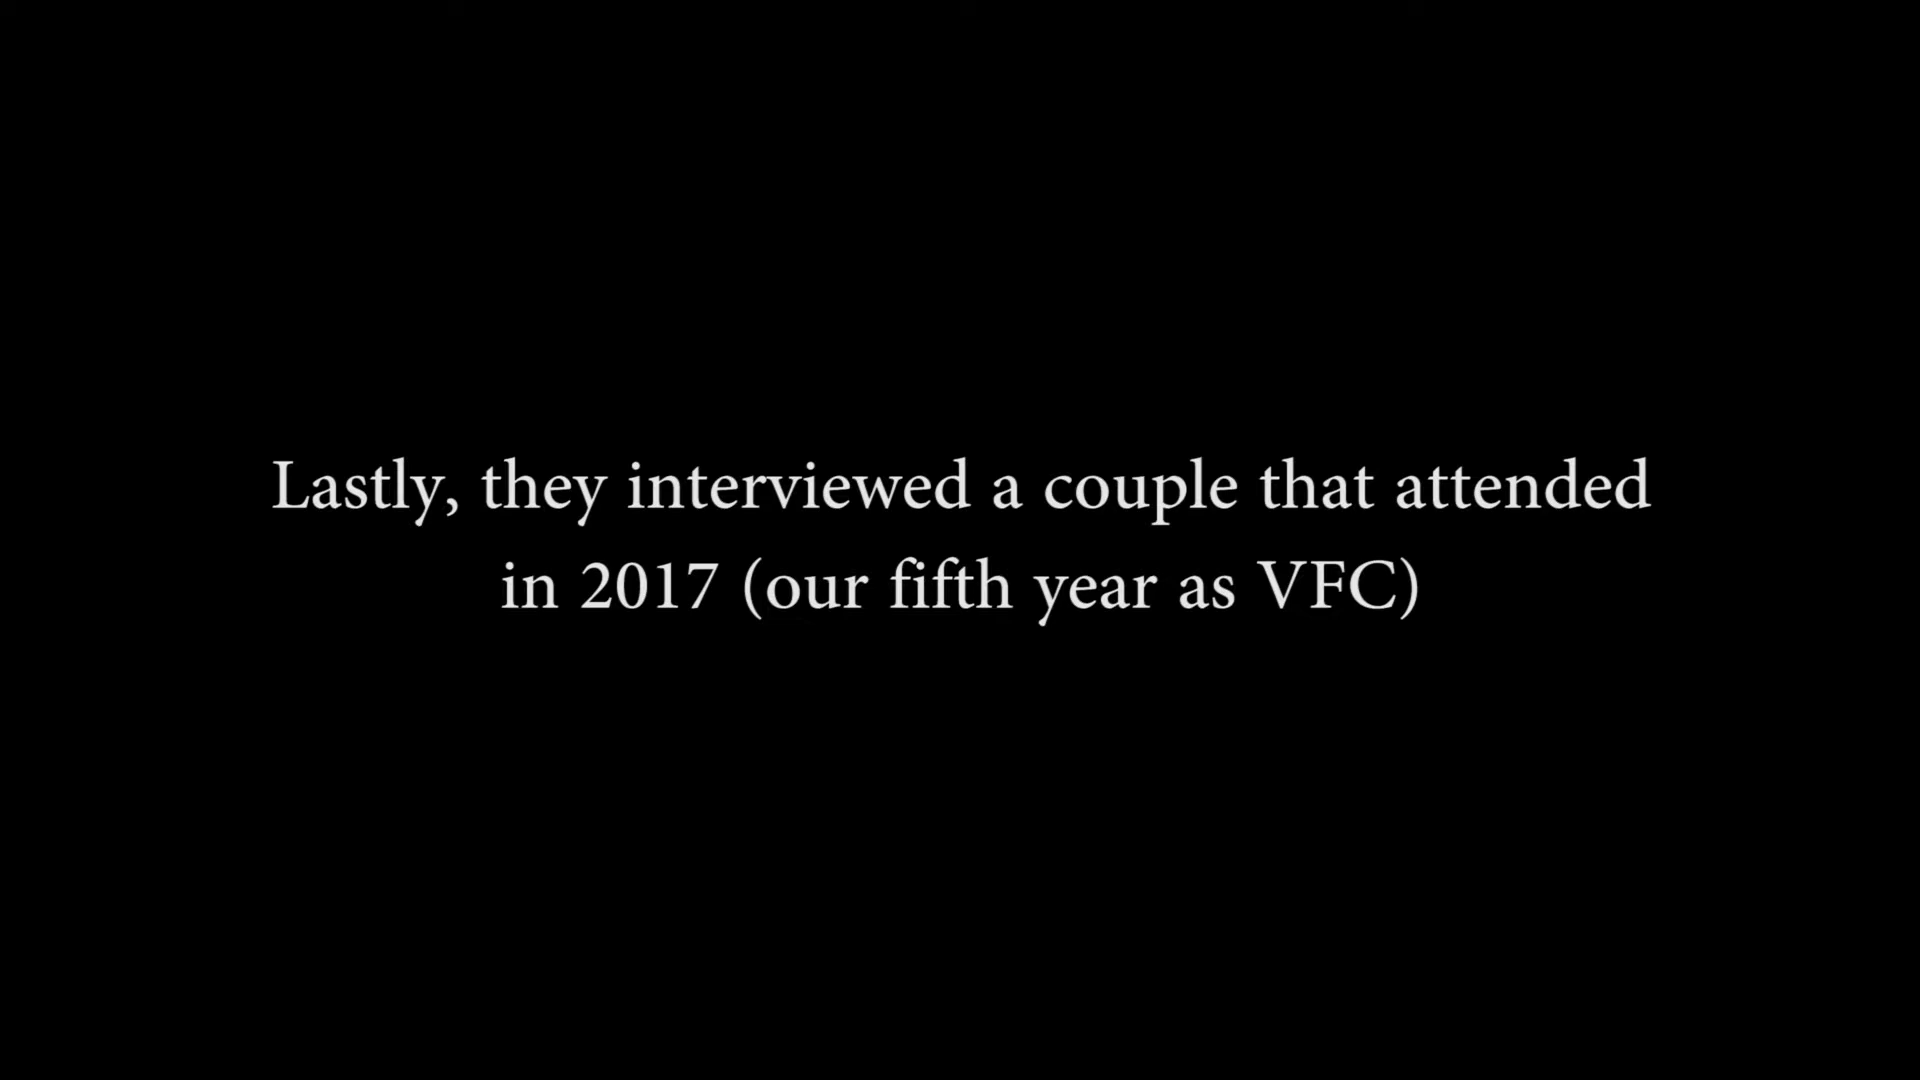 Lastly, they interviewed a couple that attended
in 2017 (our fifth year as VFC)